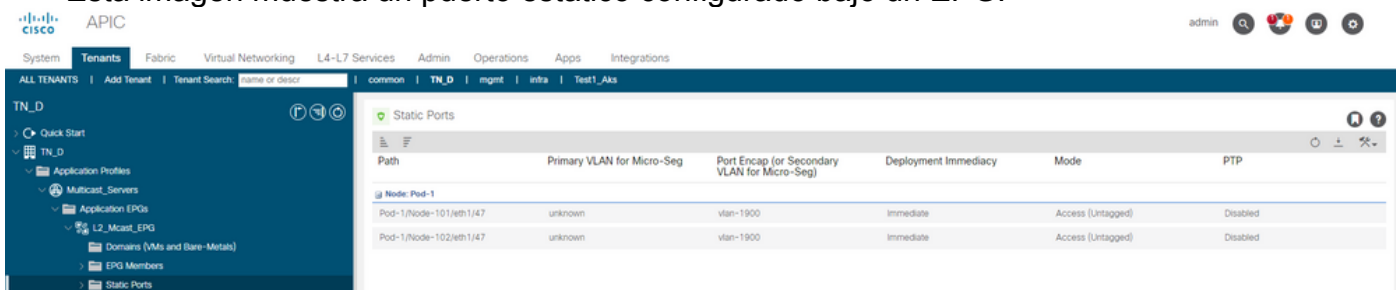 Esta imagen muestra un puerto estático configurado bajo un EPG.
cisco APIC admin
System Tenants Fabric Virtual Networking L4-L7 Services Admin Operations Apps Integrations
ALL TENANTS | Add Tenant | Tenant Search: name or descr | common | TN_D | mgmt | infra | Test1_Aks
TN_D
Quick Start
TN_D
Application Profiles
Multicast_Servers
Application EPGs
L2_Mcast_EPG
Domains (VMs and Bare-Metals)
EPG Members
Static Ports
Static Ports
Path Primary VLAN for Micro-Seg Port Encap (or Secondary VLAN for Micro-Seg) Deployment Immediacy Mode PTP
Node: Pod-1
Pod-1/Node-101/eth1/47 unknown vlan-1900 Immediate Access (Untagged) Disabled
Pod-1/Node-102/eth1/47 unknown vlan-1900 Immediate Access (Untagged) Disabled